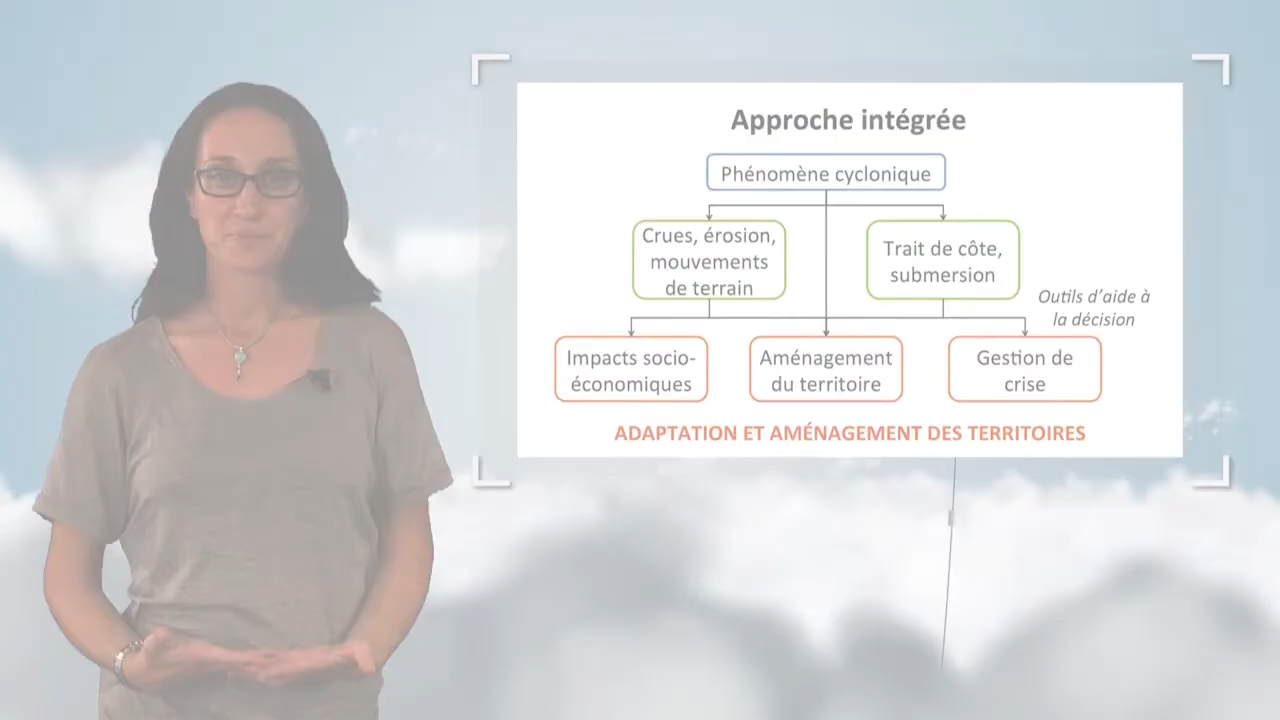 Approche intégrée
Phénomène cyclonique
Crues, érosion,
mouvements
de terrain
Trait de côte,
submersion
Outils d'aide à
la décision
Impacts socio-
économiques
Aménagement
du territoire
Gestion de
crise
ADAPTATION ET AMÉNAGEMENT DES TERRITOIRES